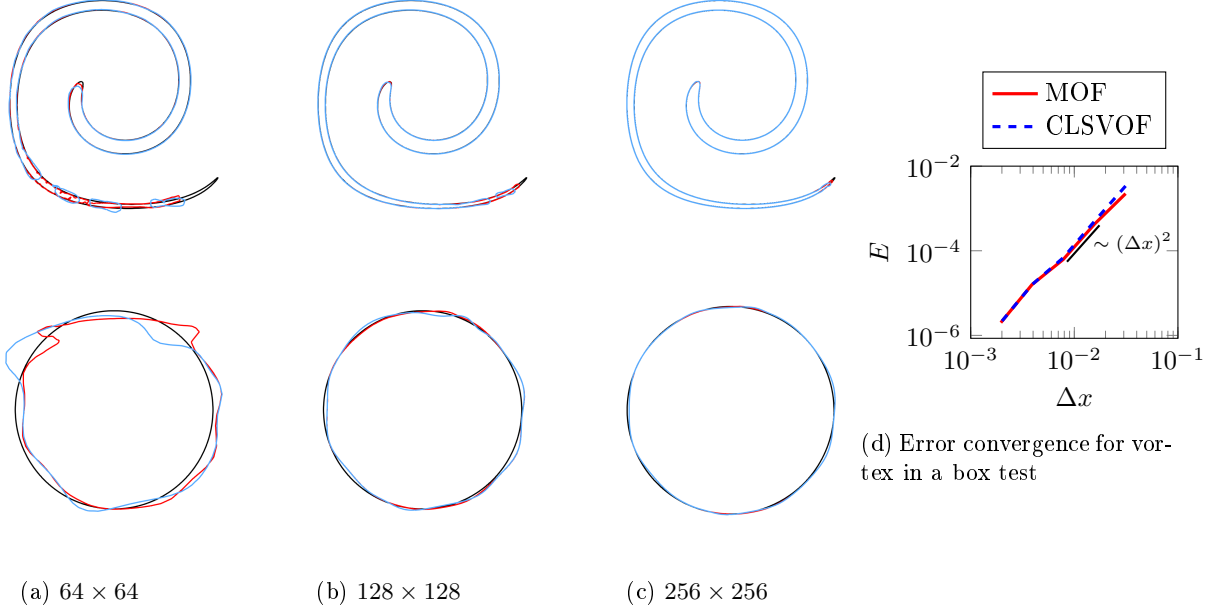 MOF
CLSVOF
10⁻²
10⁻⁴
10⁻⁶
E
∼ (Δx)²
10⁻³
10⁻²
10⁻¹
Δx
(d) Error convergence for vor-
tex in a box test
(a) 64 × 64
(b) 128 × 128
(c) 256 × 256